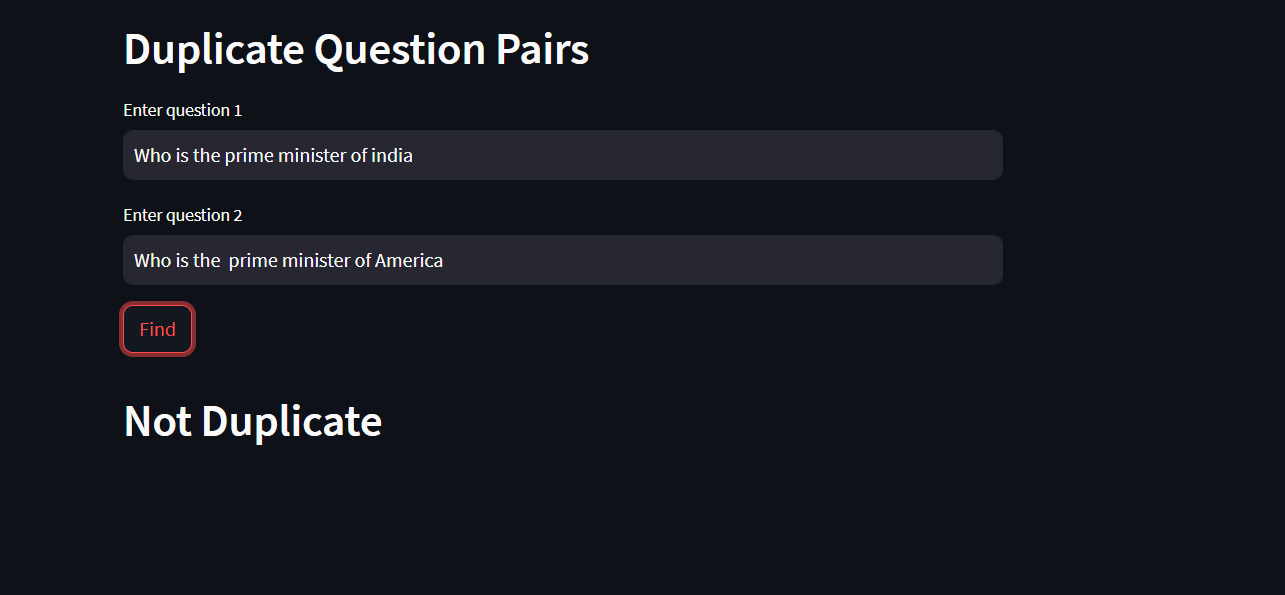 Duplicate Question Pairs
Enter question 1
Who is the prime minister of india
Enter question 2
Who is the  prime minister of America
Find
Not Duplicate